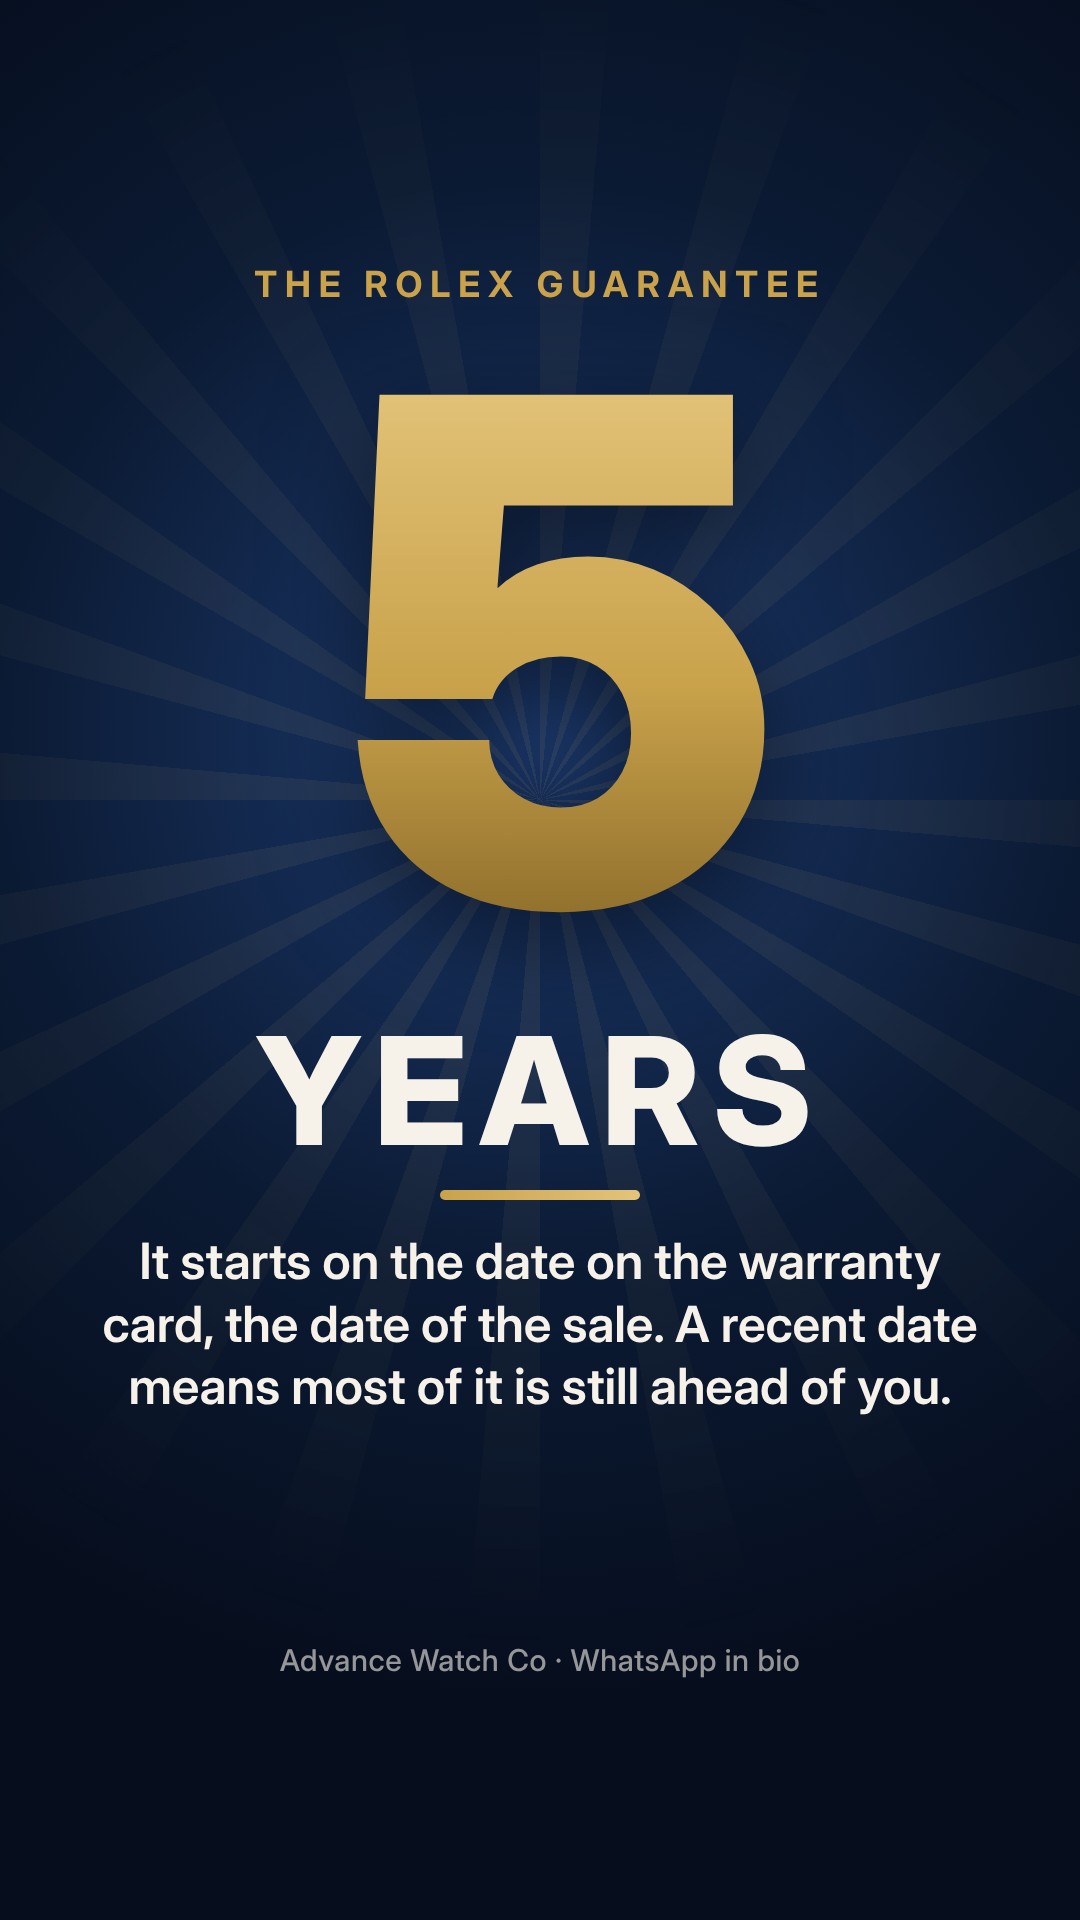 THE ROLEX GUARANTEE
5
YEARS
It starts on the date on the warranty
card, the date of the sale. A recent date
means most of it is still ahead of you.
Advance Watch Co · WhatsApp in bio